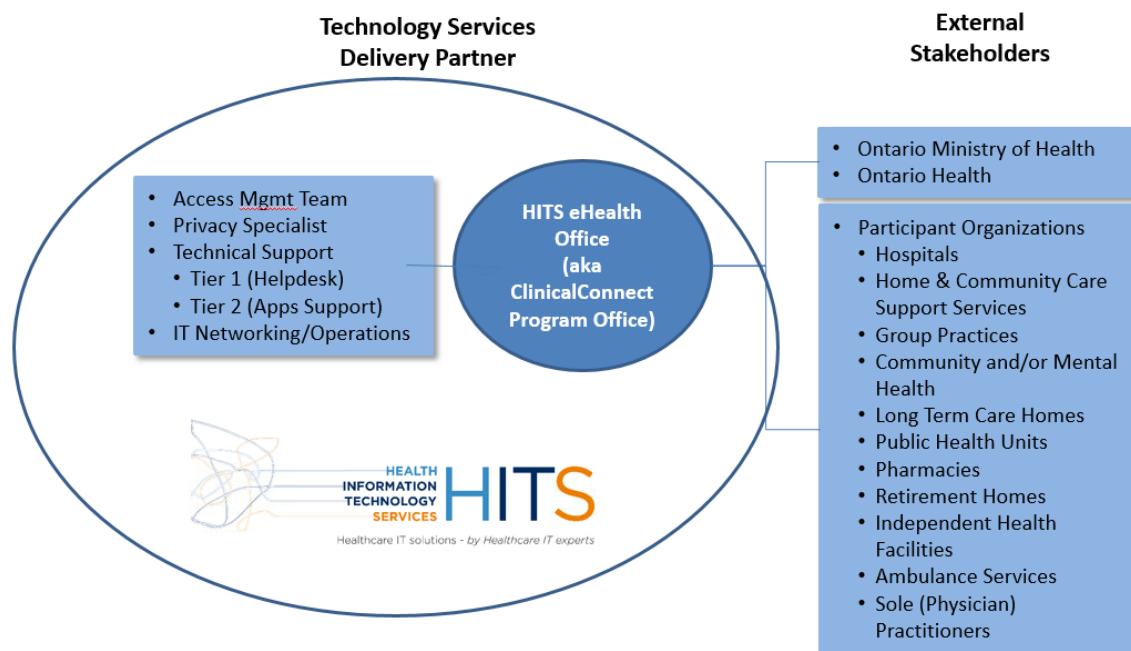 Technology Services
Delivery Partner
External
Stakeholders
• Access Mgmt Team
• Privacy Specialist
• Technical Support
• Tier 1 (Helpdesk)
• Tier 2 (Apps Support)
• IT Networking/Operations
HITS eHealth
Office
(aka
ClinicalConnect
Program Office)
• Ontario Ministry of Health
• Ontario Health
• Participant Organizations
• Hospitals
• Home & Community Care
Support Services
• Group Practices
• Community and/or Mental
Health
• Long Term Care Homes
• Public Health Units
• Pharmacies
• Retirement Homes
• Independent Health
Facilities
• Ambulance Services
• Sole (Physician)
Practitioners
HEALTH
INFORMATION
TECHNOLOGY
SERVICES
HITS
Healthcare IT solutions - by Healthcare IT experts